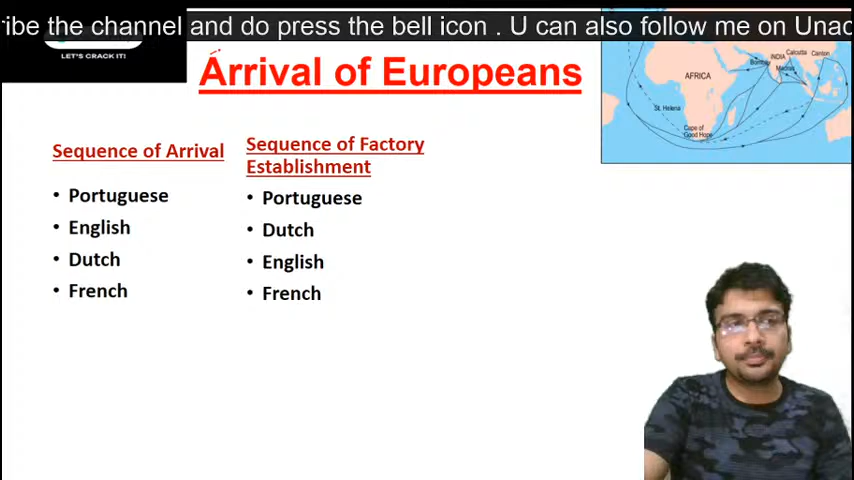 ribe the channel and do press the bell icon . U can also follow me on Unac
LET'S CRACK IT!
Arrival of Europeans
AFRICA
INDIA
Calcutta
Canton
Bombay
Madras
St. Helena
Cape of
Good Hope
Sequence of Arrival
• Portuguese
• English
• Dutch
• French
Sequence of Factory
Establishment
• Portuguese
• Dutch
• English
• French